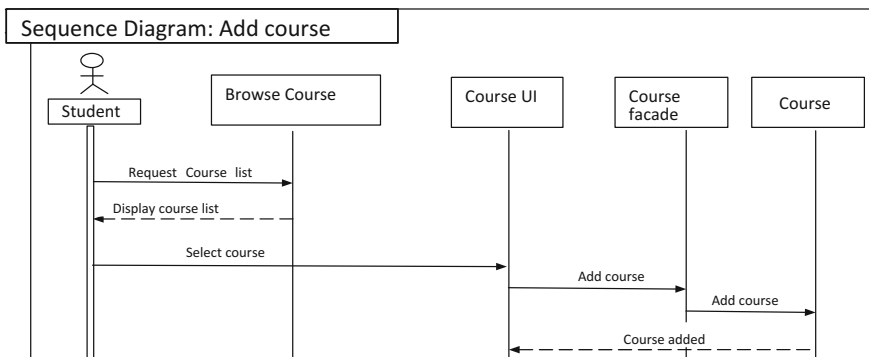 Sequence Diagram: Add course
Student
Browse Course
Course UI
Course
facade
Course
Request Course list
Display course list
Select course
Add course
Add course
Course added